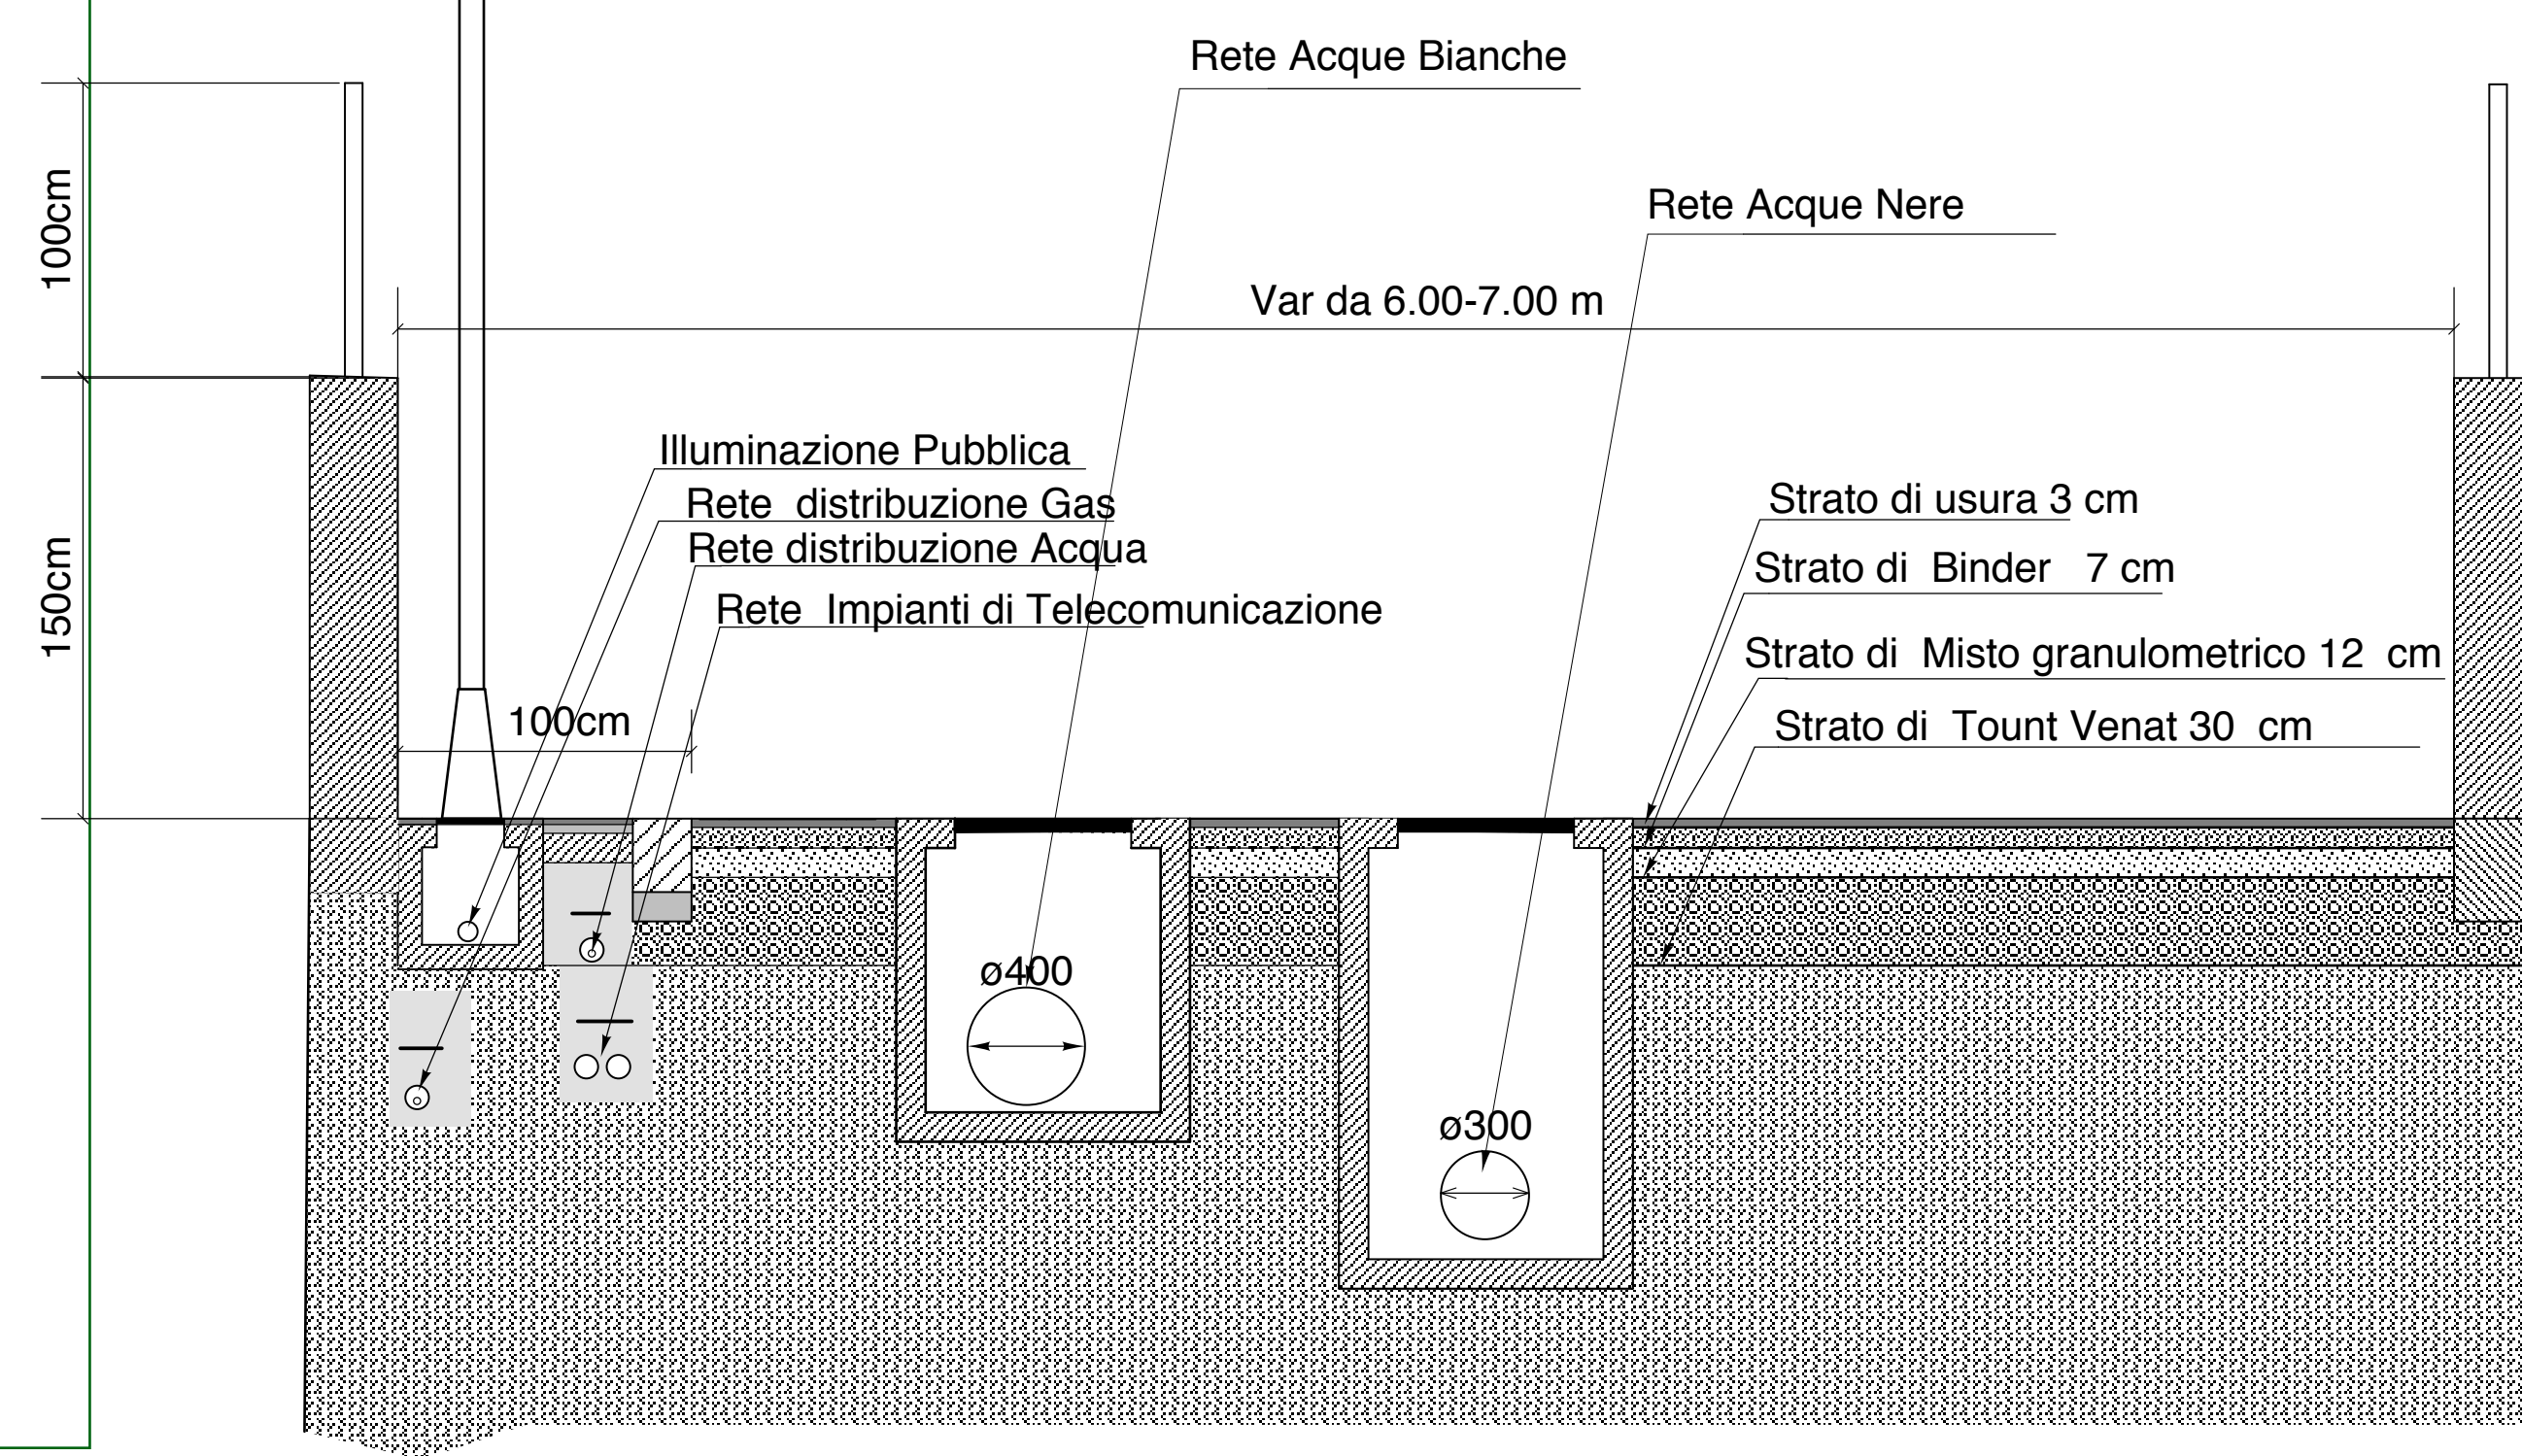 Rete Acque Bianche
Rete Acque Nere
100cm
Var da 6.00-7.00 m
Illuminazione Pubblica
Rete distribuzione Gas
Rete distribuzione Acqua
Rete Impianti di Telecomunicazione
150cm
Strato di usura 3 cm
Strato di Binder 7 cm
Strato di Misto granulometrico 12 cm
Strato di Tount Venat 30 cm
100cm
ø400
ø300